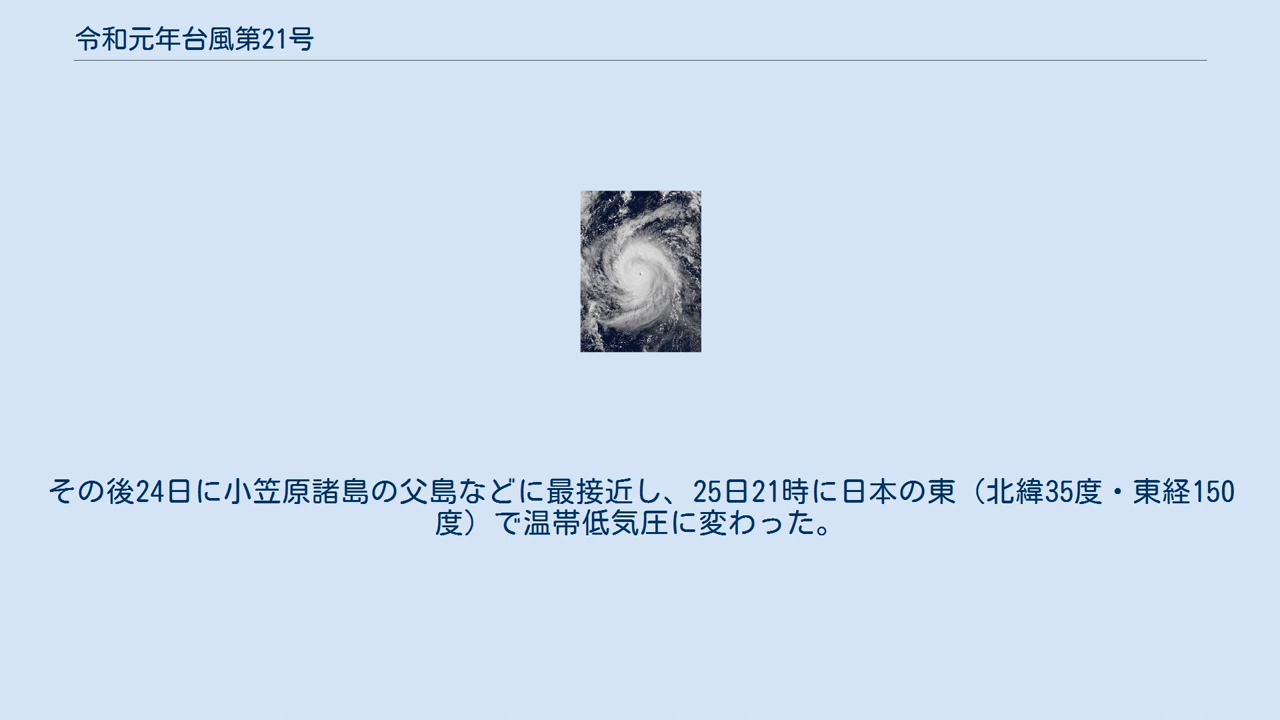 令和元年台風第21号
その後24日に小笠原諸島の父島などに最接近し、25日21時に日本の東（北緯35度・東経150
度）で温帯低気圧に変わった。